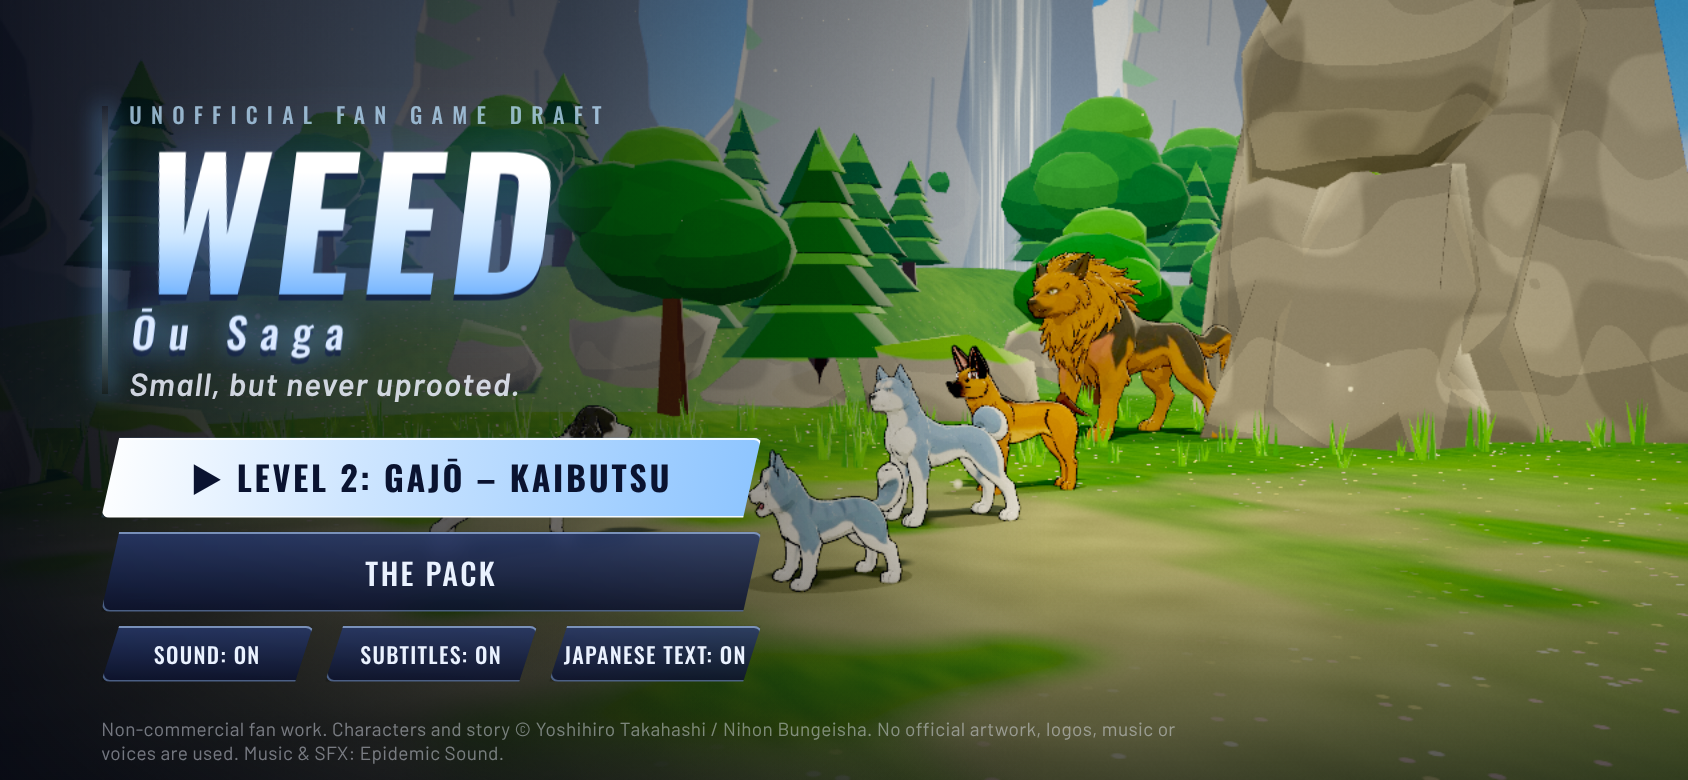 UNOFFICIAL FAN GAME DRAFT
WEED
Ōu Saga
Small, but never uprooted.
▶ LEVEL 2: GAJŌ – KAIBUTSU
THE PACK
SOUND: ON
SUBTITLES: ON
JAPANESE TEXT: ON
Non-commercial fan work. Characters and story © Yoshihiro Takahashi / Nihon Bungeisha. No official artwork, logos, music or
voices are used. Music & SFX: Epidemic Sound.